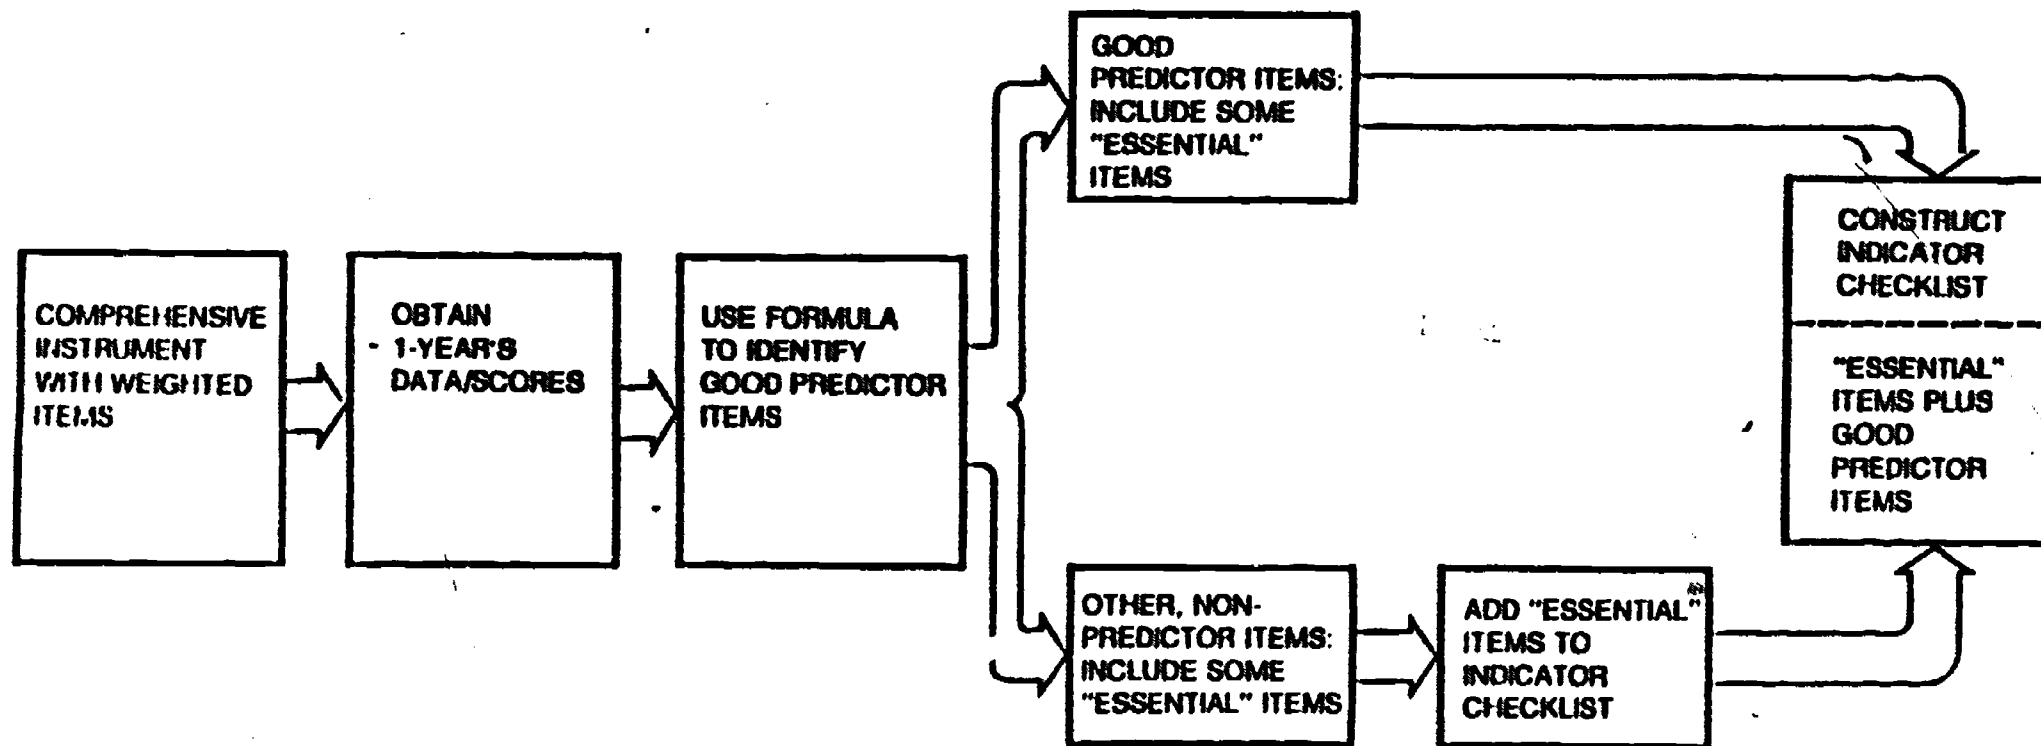 COMPREHENSIVE
INSTRUMENT
WITH WEIGHTED
ITEMS
OBTAIN
1-YEAR'S
DATA/SCORES
USE FORMULA
TO IDENTIFY
GOOD PREDICTOR
ITEMS
GOOD
PREDICTOR ITEMS:
INCLUDE SOME
"ESSENTIAL"
ITEMS
OTHER, NON-
PREDICTOR ITEMS:
INCLUDE SOME
"ESSENTIAL" ITEMS
ADD "ESSENTIAL"
ITEMS TO
INDICATOR
CHECKLIST
CONSTRUCT
INDICATOR
CHECKLIST
"ESSENTIAL"
ITEMS PLUS
GOOD
PREDICTOR
ITEMS